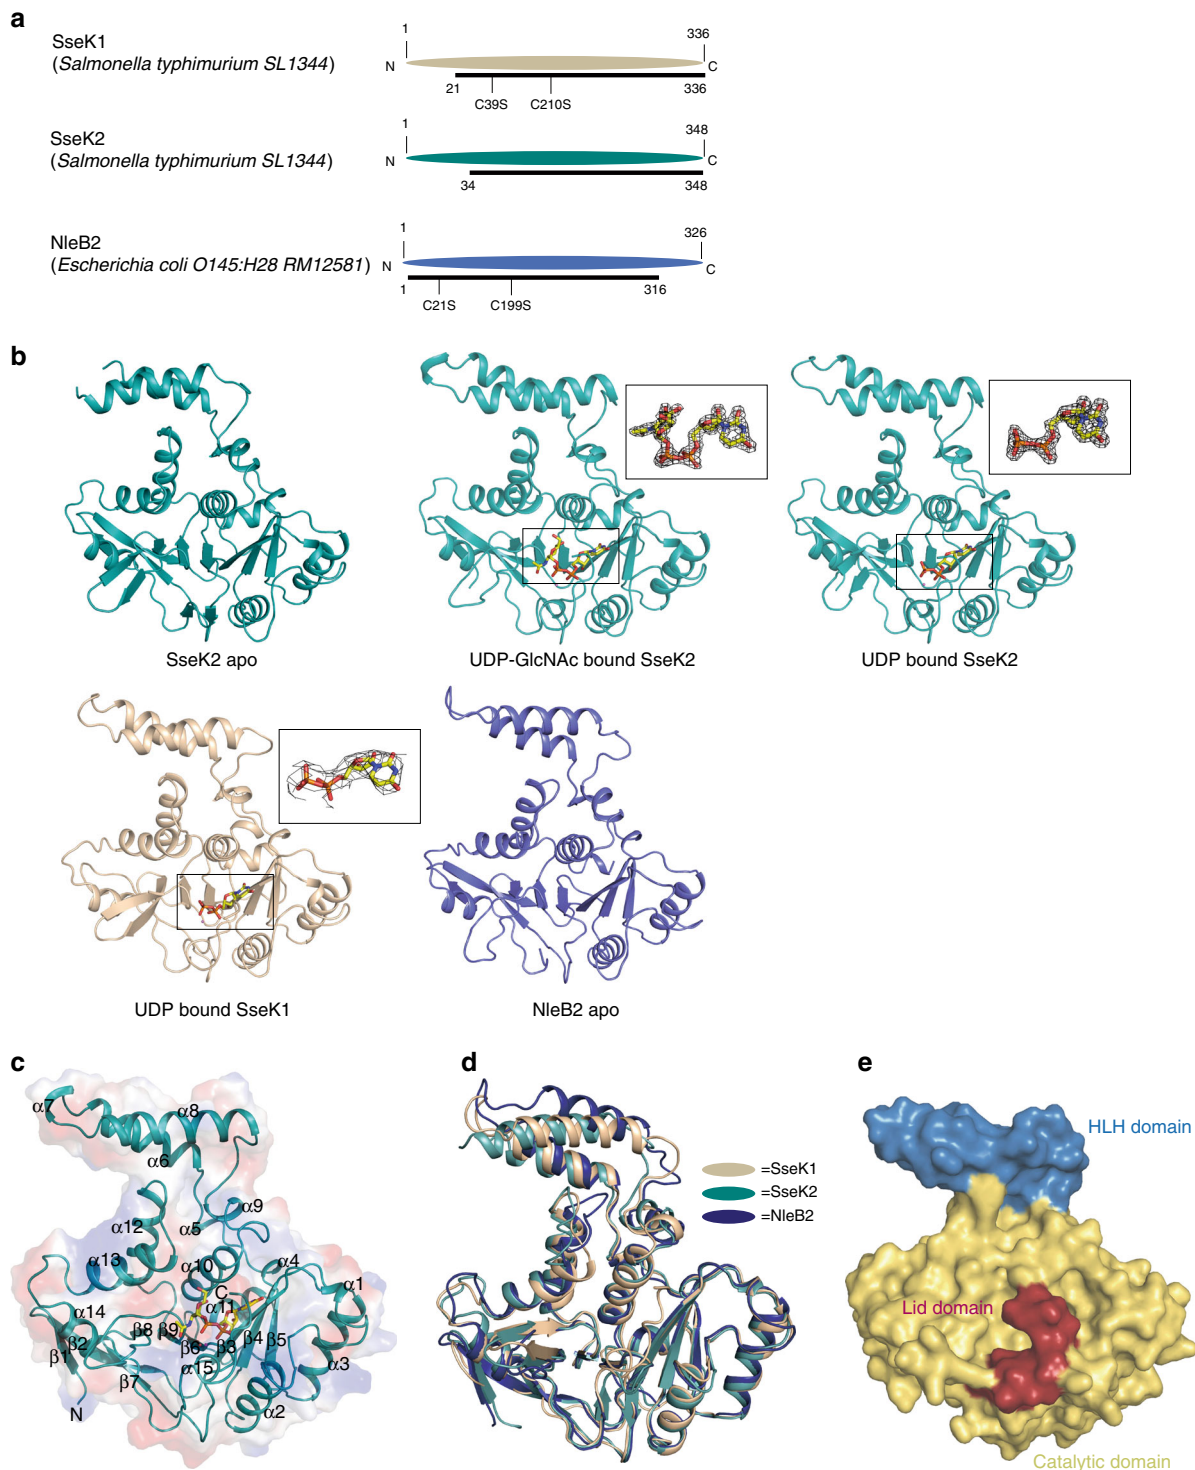 a
SseK1
(Salmonella typhimurium SL1344)
1
336
N
C
21
336
C39S
C210S
SseK2
(Salmonella typhimurium SL1344)
1
348
N
C
34
348
NleB2
(Escherichia coli O145:H28 RM12581)
1
326
N
C
1
316
C21S
C199S
b
SseK2 apo
UDP-GlcNAc bound SseK2
UDP bound SseK2
UDP bound SseK1
NleB2 apo
c
α7
α8
α6
α9
α12
α5
α13
α10
α4
C
α1
α14
α11
β8
β9
β4
β5
β2
β1
β6
β3
α15
α3
β7
α2
N
d
=SseK1
=SseK2
=NleB2
e
HLH domain
Lid domain
Catalytic domain